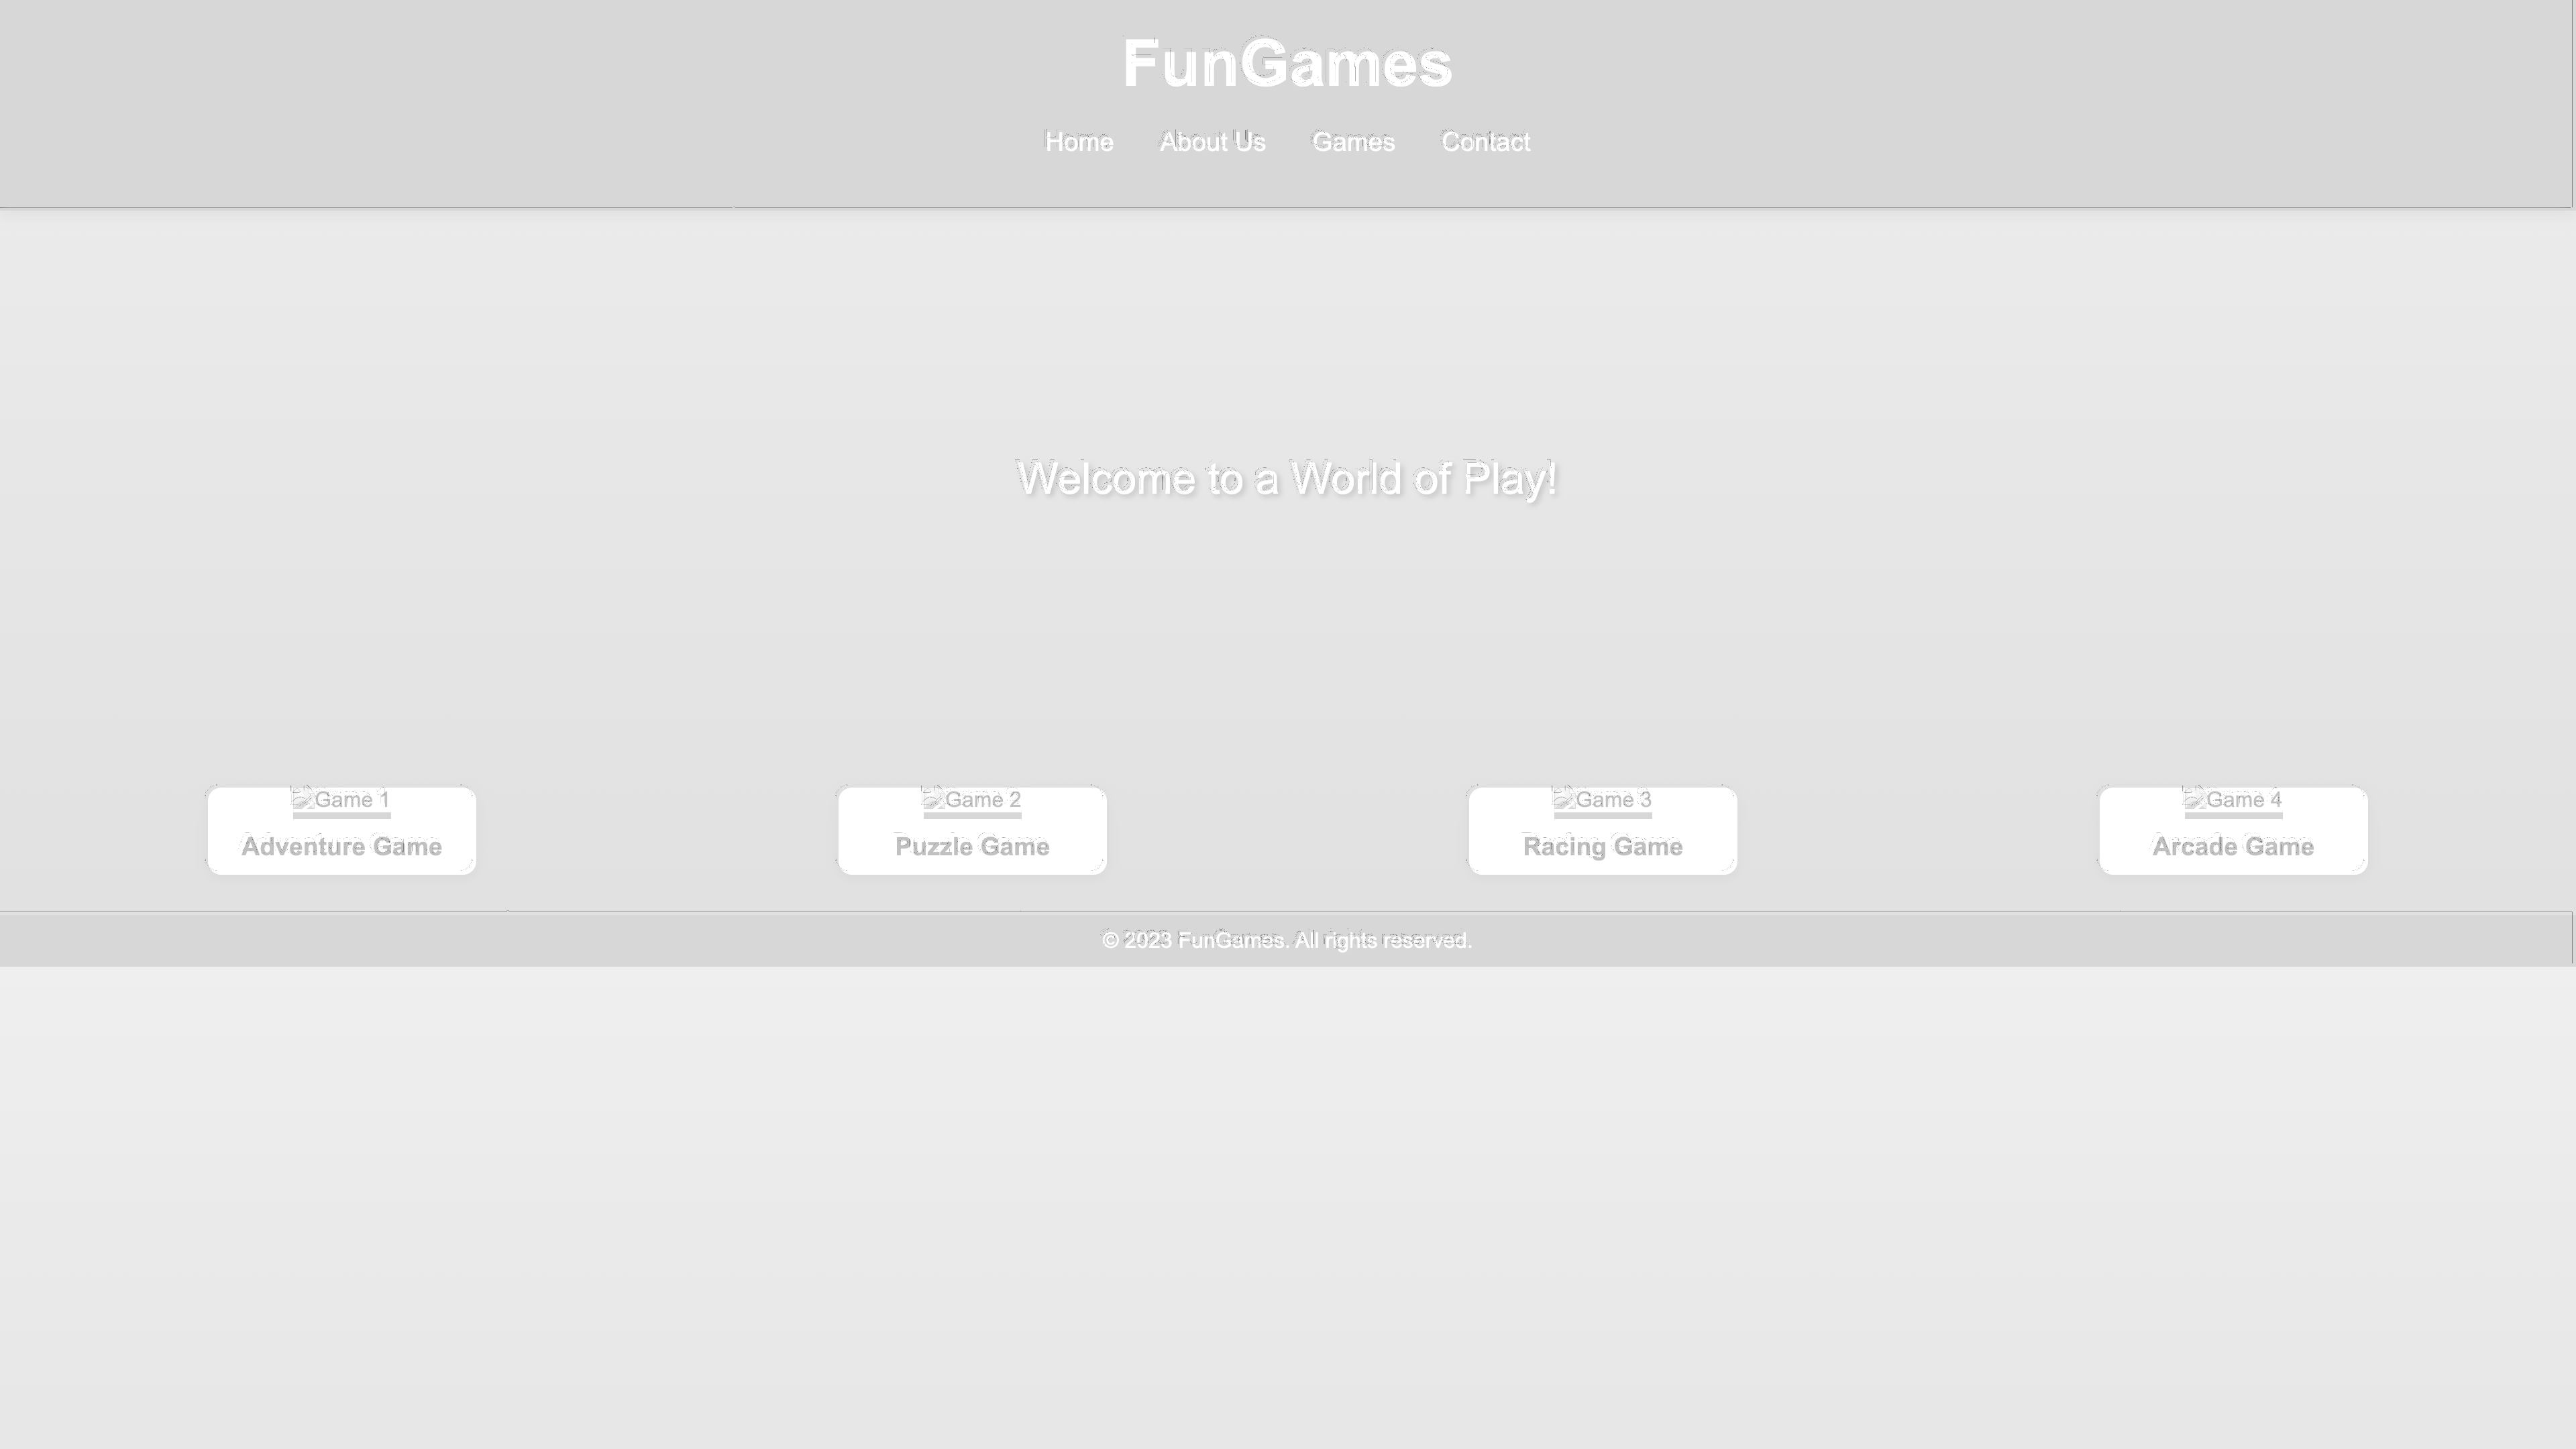 FunGames
Home About Us Games Contact
Welcome to a World of Play!
Game 1 Game 2 Game 3 Game 4
Adventure Game Puzzle Game Racing Game Arcade Game
© 2023 FunGames. All rights reserved.